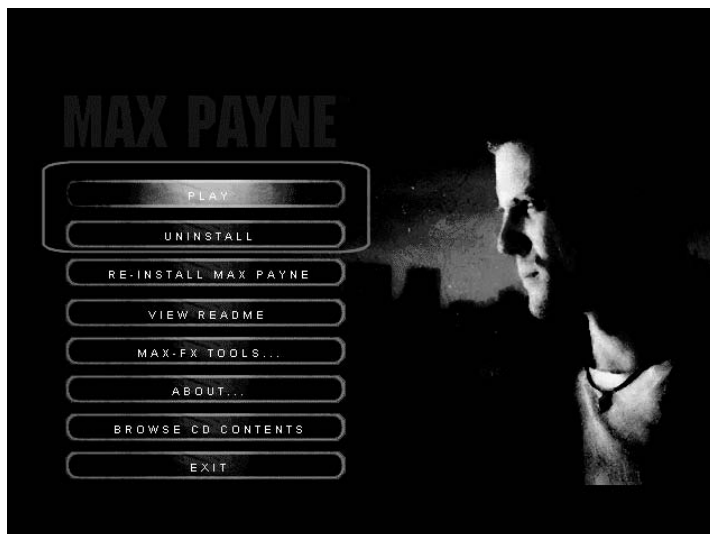 MAX PAYNE
PLAY
UNINSTALL
RE-INSTALL MAX PAYNE
VIEW README
MAX-FX TOOLS...
ABOUT...
BROWSE CD CONTENTS
EXIT